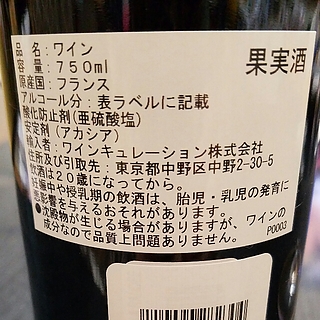 品名:ワイン
果実酒
容量:750ml
原産国:フランス
アルコール分:表ラベルに記載
酸化防止剤(亜硫酸塩)
安定剤(アカシア)
輸入者:ワインキュレーション株式会社
住所及び引取先:東京都中野区中野2-30-5
飲酒は20歳になってから。
妊娠中や授乳期の飲酒は、胎児・乳児の発育に
悪影響を与えるおそれがあります。
●沈殿物が生じる場合がありますが、ワインの
成分なので品質上問題ありません。
P0003